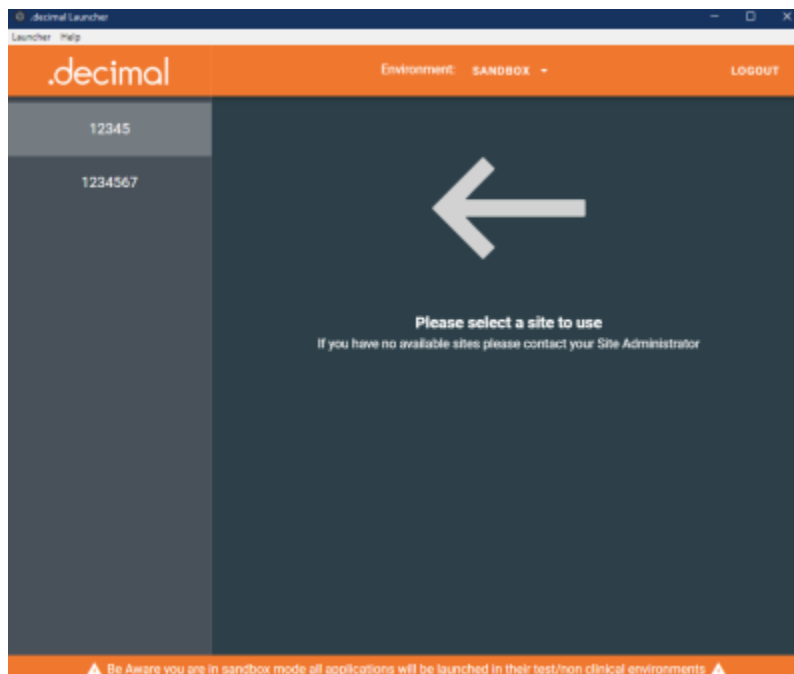 .decimal Launcher
Launcher Help
.decimal
Environment: SANDBOX
LOGOUT
12345
1234567
Please select a site to use
If you have no available sites please contact your Site Administrator
Be Aware you are in sandbox mode all applications will be launched in their test/non clinical environments